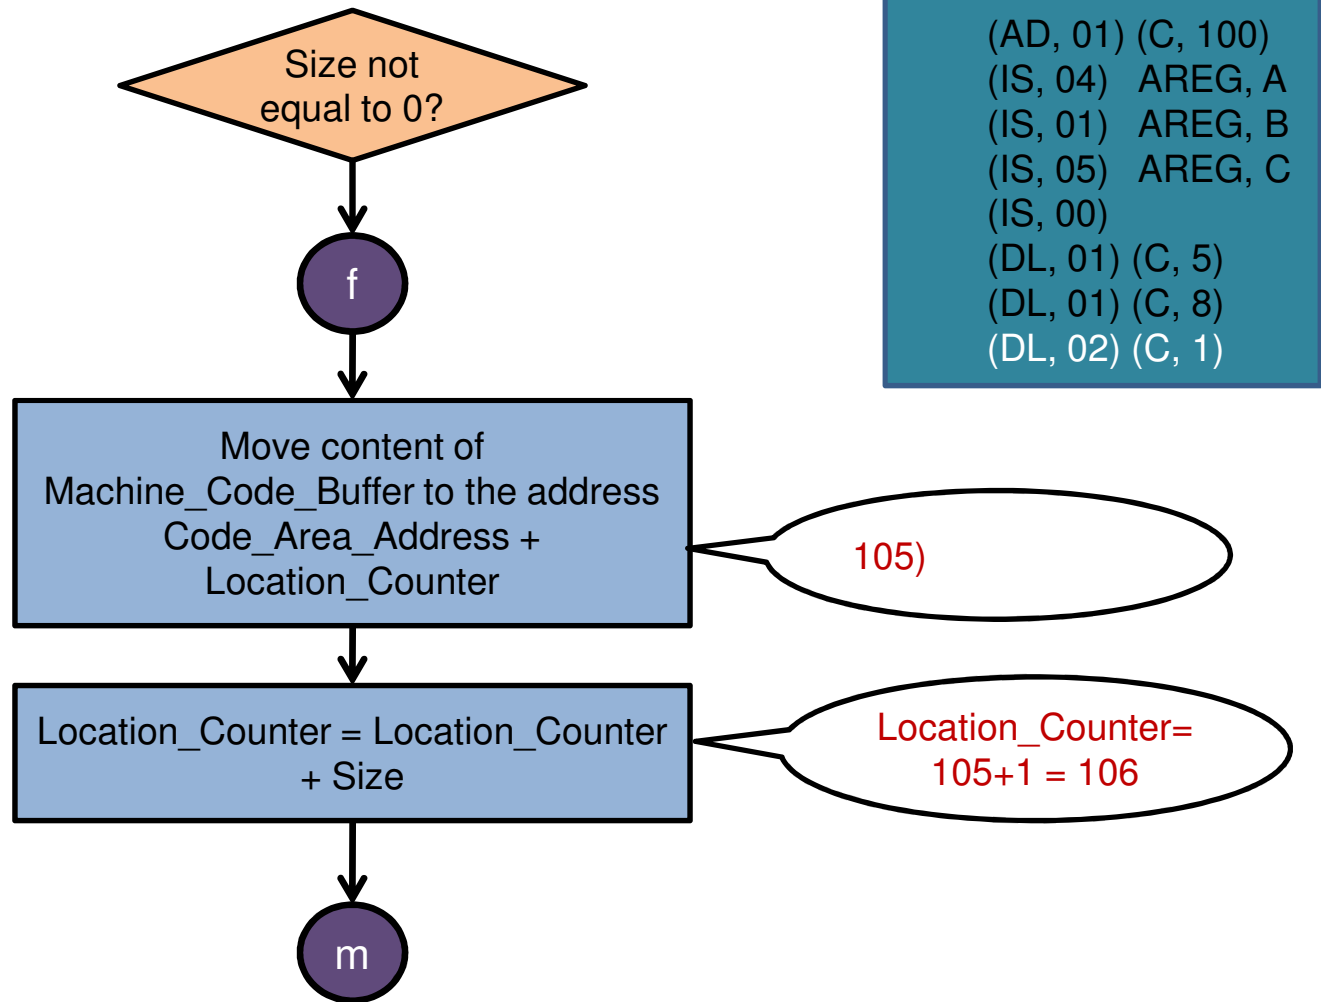 Size not
equal to 0?
f
Move content of
Machine_Code_Buffer to the address
Code_Area_Address +
Location_Counter
105)
Location_Counter = Location_Counter
+ Size
Location_Counter=
105+1 = 106
m
(AD, 01) (C, 100)
(IS, 04) AREG, A
(IS, 01) AREG, B
(IS, 05) AREG, C
(IS, 00)
(DL, 01) (C, 5)
(DL, 01) (C, 8)
(DL, 02) (C, 1)